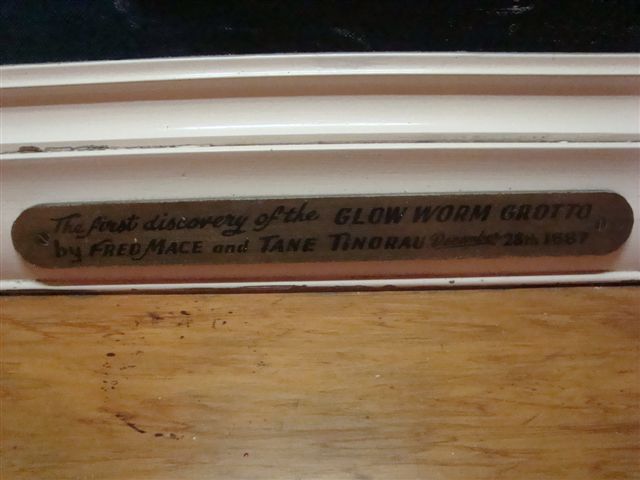 The first discovery of the GLOW WORM GROTTO
by FRED MACE and TANE TINORAU December 28th 1887